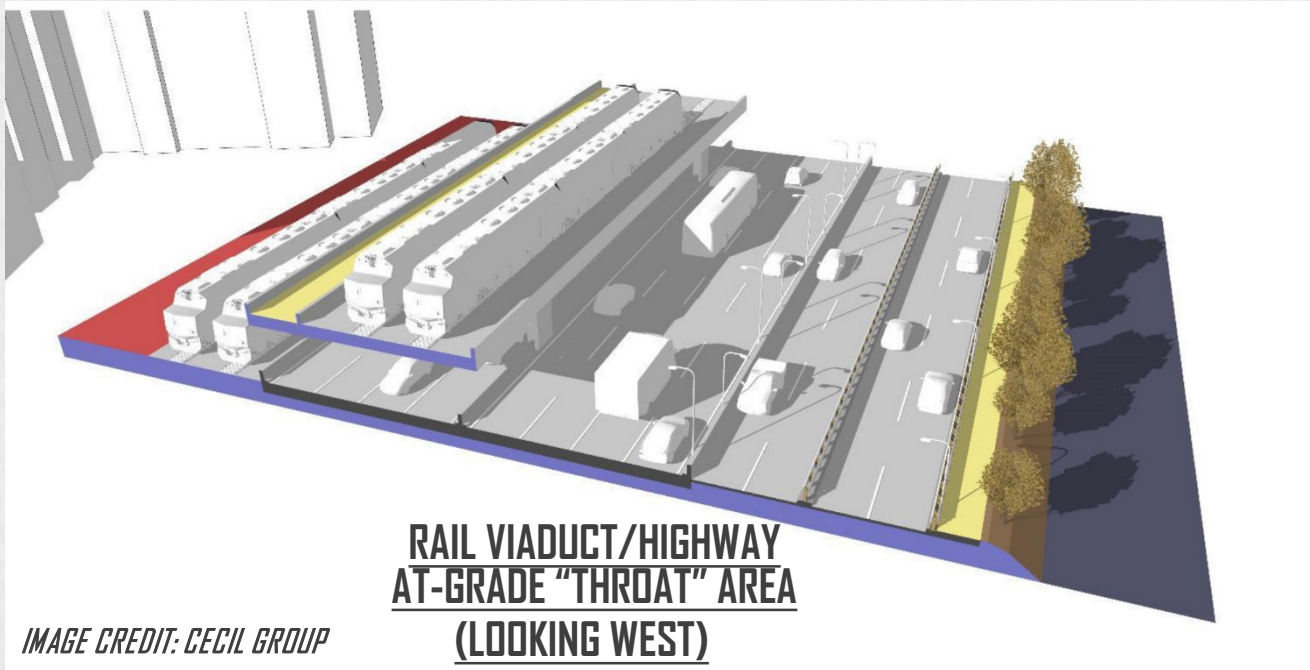 RAIL VIADUCT/HIGHWAY
AT-GRADE “THROAT” AREA
(LOOKING WEST)
IMAGE CREDIT: CECIL GROUP